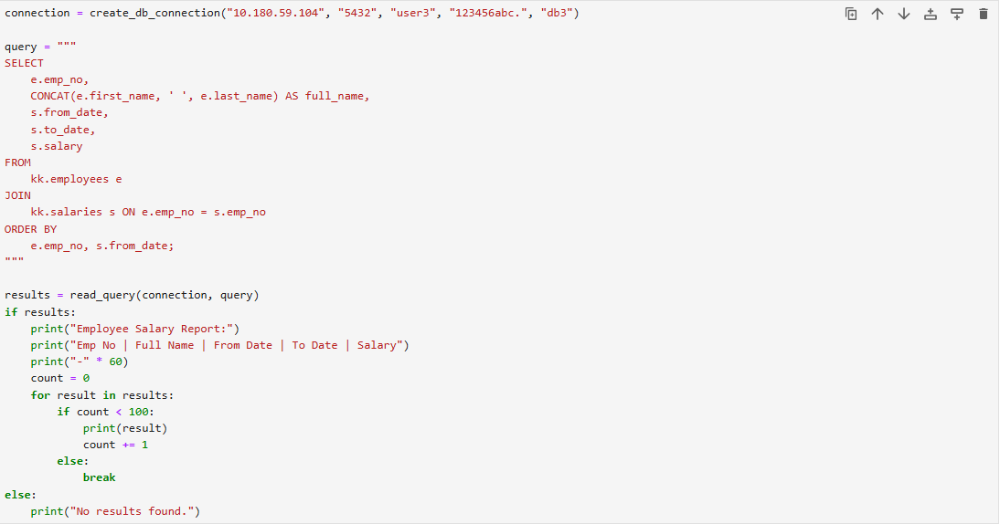 connection = create_db_connection("10.180.59.104", "5432", "user3", "123456abc.", "db3")

query = """
SELECT
    e.emp_no,
    CONCAT(e.first_name, ' ', e.last_name) AS full_name,
    s.from_date,
    s.to_date,
    s.salary
FROM
    kk.employees e
JOIN
    kk.salaries s ON e.emp_no = s.emp_no
ORDER BY
    e.emp_no, s.from_date;
"""

results = read_query(connection, query)
if results:
    print("Employee Salary Report:")
    print("Emp No | Full Name | From Date | To Date | Salary")
    print("-" * 60)
    count = 0
    for result in results:
        if count < 100:
            print(result)
            count += 1
        else:
            break
else:
    print("No results found.")